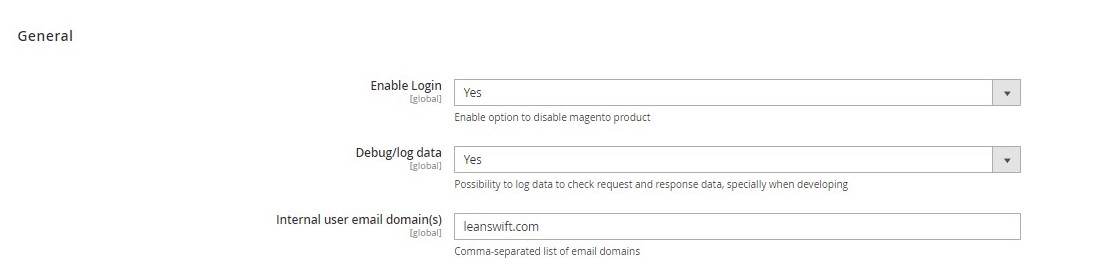 General
Enable Login
[global]
Yes
Enable option to disable magento product
Debug/log data
[global]
Yes
Possibility to log data to check request and response data, specially when developing
Internal user email domain(s)
[global]
leanswift.com
Comma-separated list of email domains